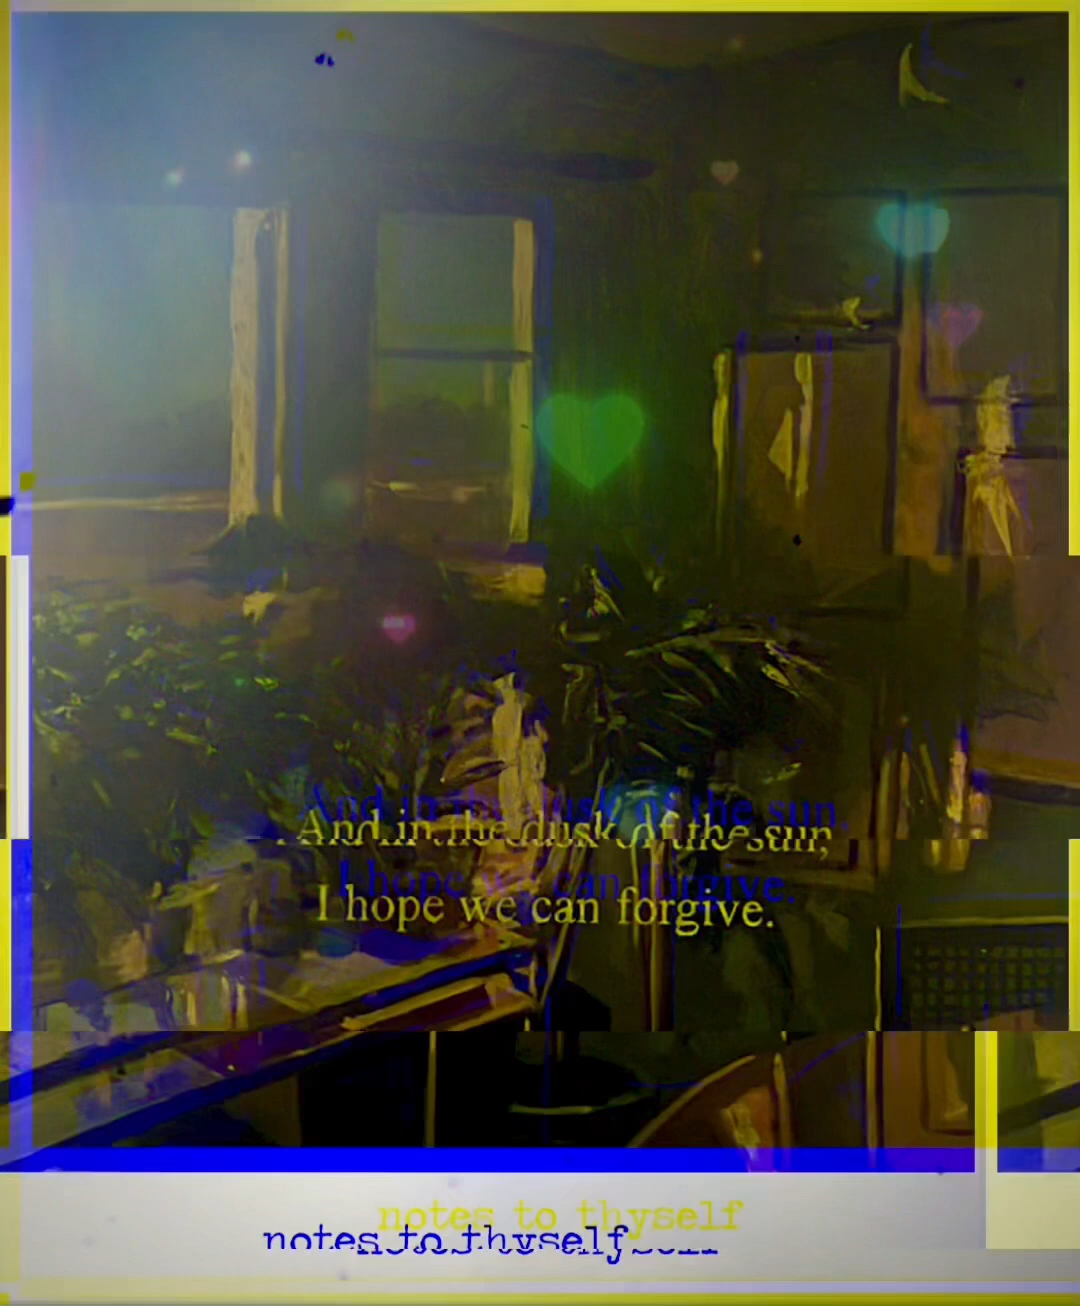 And in the dusk of the sun,
I hope we can forgive.
notes to thyself